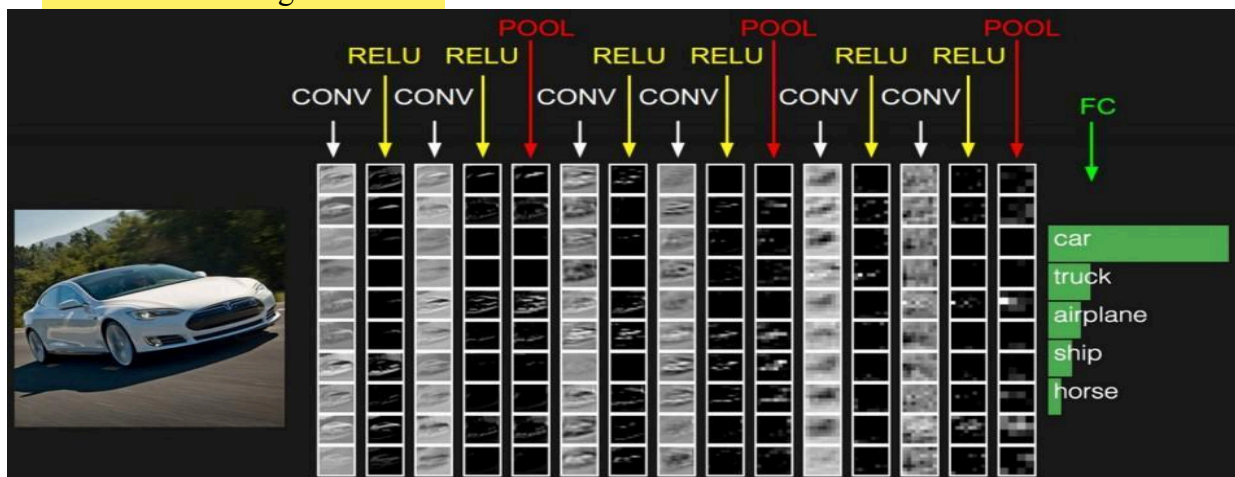 POOL POOL POOL
RELU RELU RELU RELU RELU RELU
CONV CONV CONV CONV CONV CONV
FC
car
truck
airplane
ship
horse